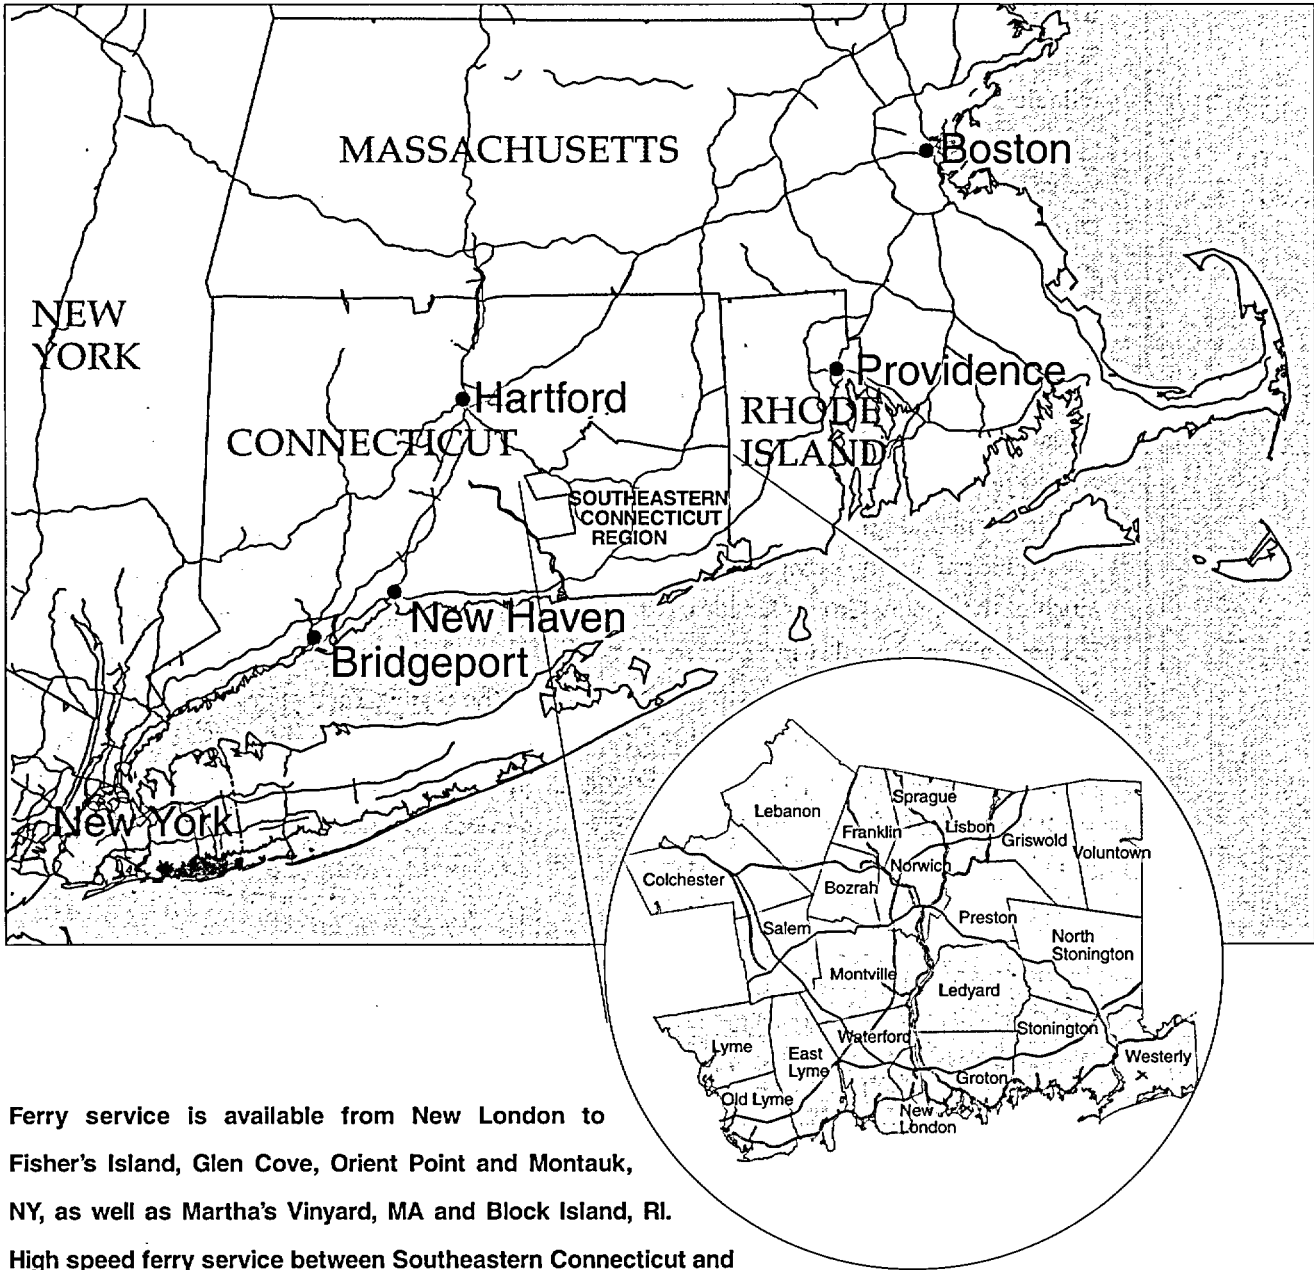 MASSACHUSETTS
Boston
NEW
YORK
Providence
Hartford
RHODE
ISLAND
CONNECTICUT
SOUTHEASTERN
CONNECTICUT
REGION
New Haven
Bridgeport
New York
Lebanon
Sprague
Franklin
Lisbon
Griswold
Voluntown
Norwich
Colchester
Bozrah
Preston
Salem
North
Stonington
Montville
Ledyard
Stonington
Waterford
Lyme
East
Lyme
Westerly
Groton
Old Lyme
New
London
Ferry service is available from New London to
Fisher's Island, Glen Cove, Orient Point and Montauk,
NY, as well as Martha's Vinyard, MA and Block Island, RI.
High speed ferry service between Southeastern Connecticut and